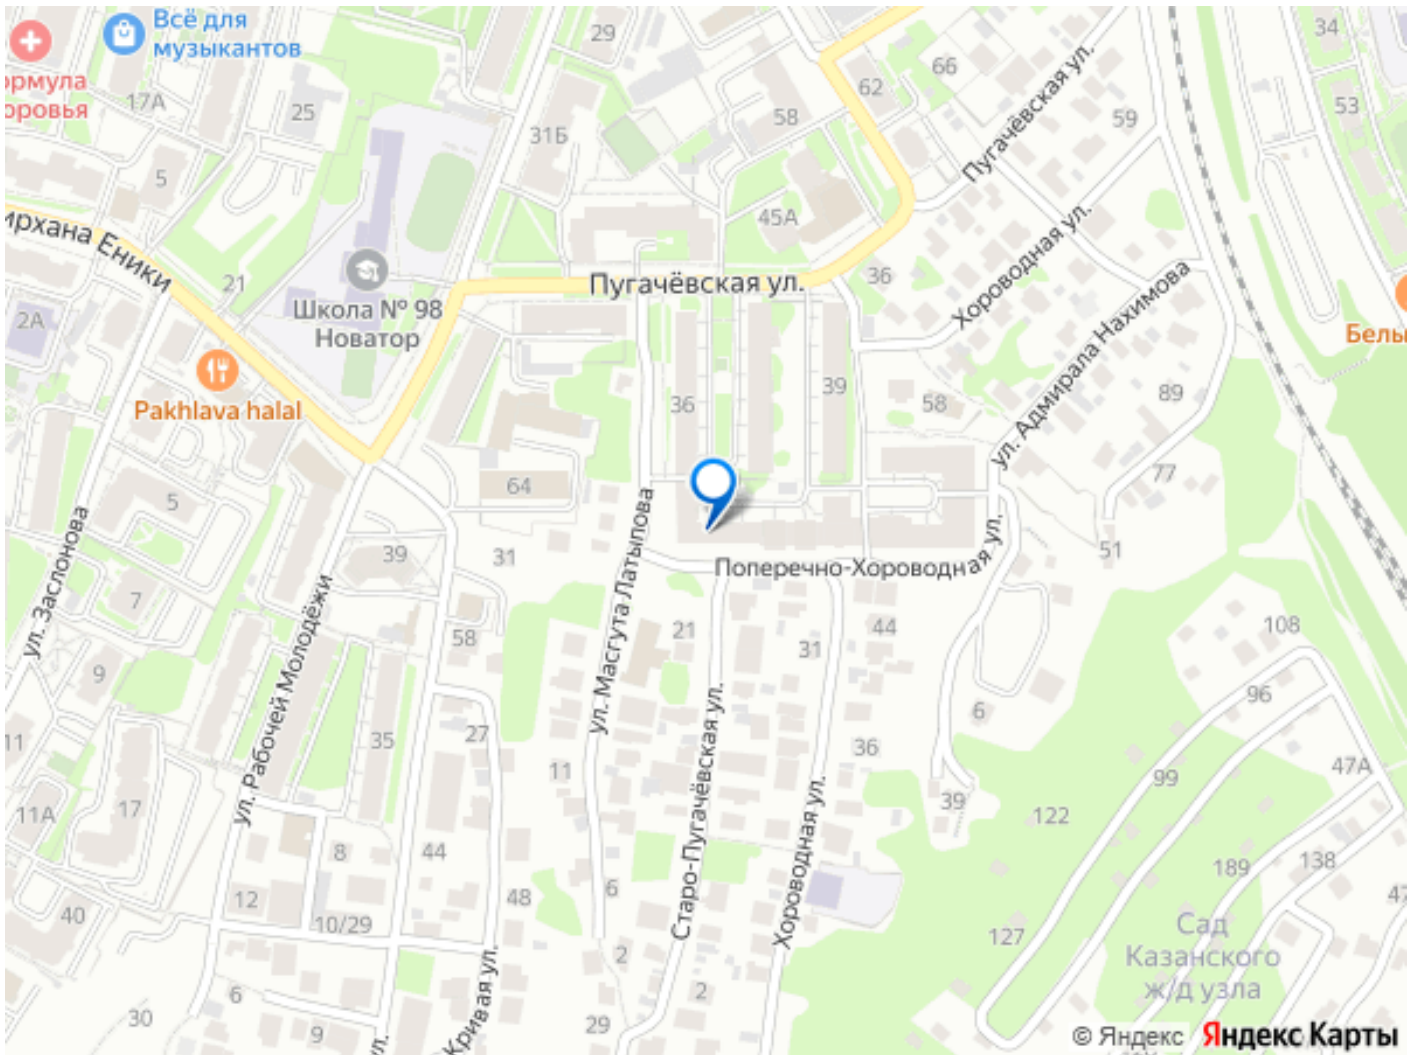 Всё для
музыкантов
ормула
оровья
17А
25
5
29
31Б
58
62
66
59
34
53
Пугачёвская ул.
45А
36
Хороводная ул.
ирхана Еники
21
2А
Школа № 98
Новатор
Пугачёвская ул.
Белы
Pakhlava halal
36
39
58
ул. Адмирала Нахимова
89
77
64
5
ул. Заслонова
39
31
ул. Масгута Латыпова
Поперечно-Хороводная ул.
51
7
58
21
31
44
108
9
ул. Рабочей Молодёжи
96
6
11
35
27
36
11
99
47А
11А
17
39
122
8
44
Старо-Пугачёвская ул.
Хороводная ул.
189
138
12
48
6
40
10/29
47
127
Сад
Казанского
ж/д узла
2
2
6
30
9
Кривая ул.
29
ул.
© Яндекс Яндекс Карты